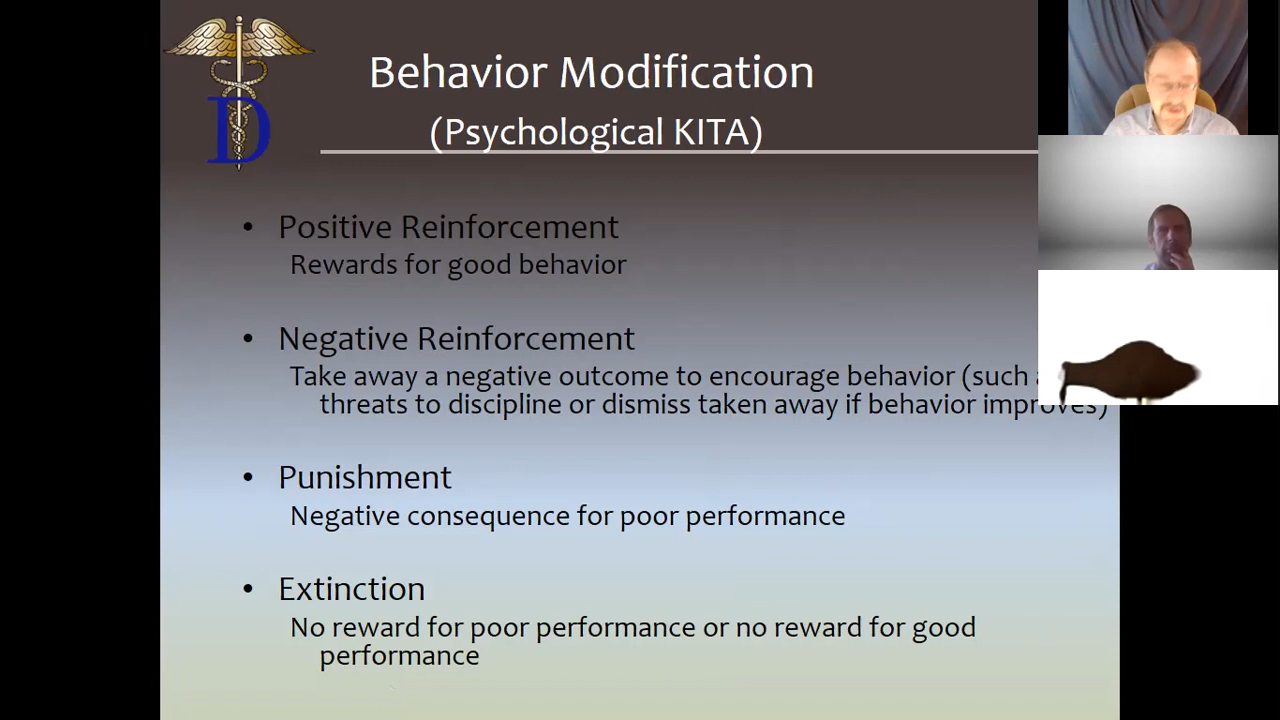 Behavior Modification
(Psychological KITA)
D
• Positive Reinforcement
Rewards for good behavior
• Negative Reinforcement
Take away a negative outcome to encourage behavior (such
threats to discipline or dismiss taken away if behavior improves)
• Punishment
Negative consequence for poor performance
• Extinction
No reward for poor performance or no reward for good
performance